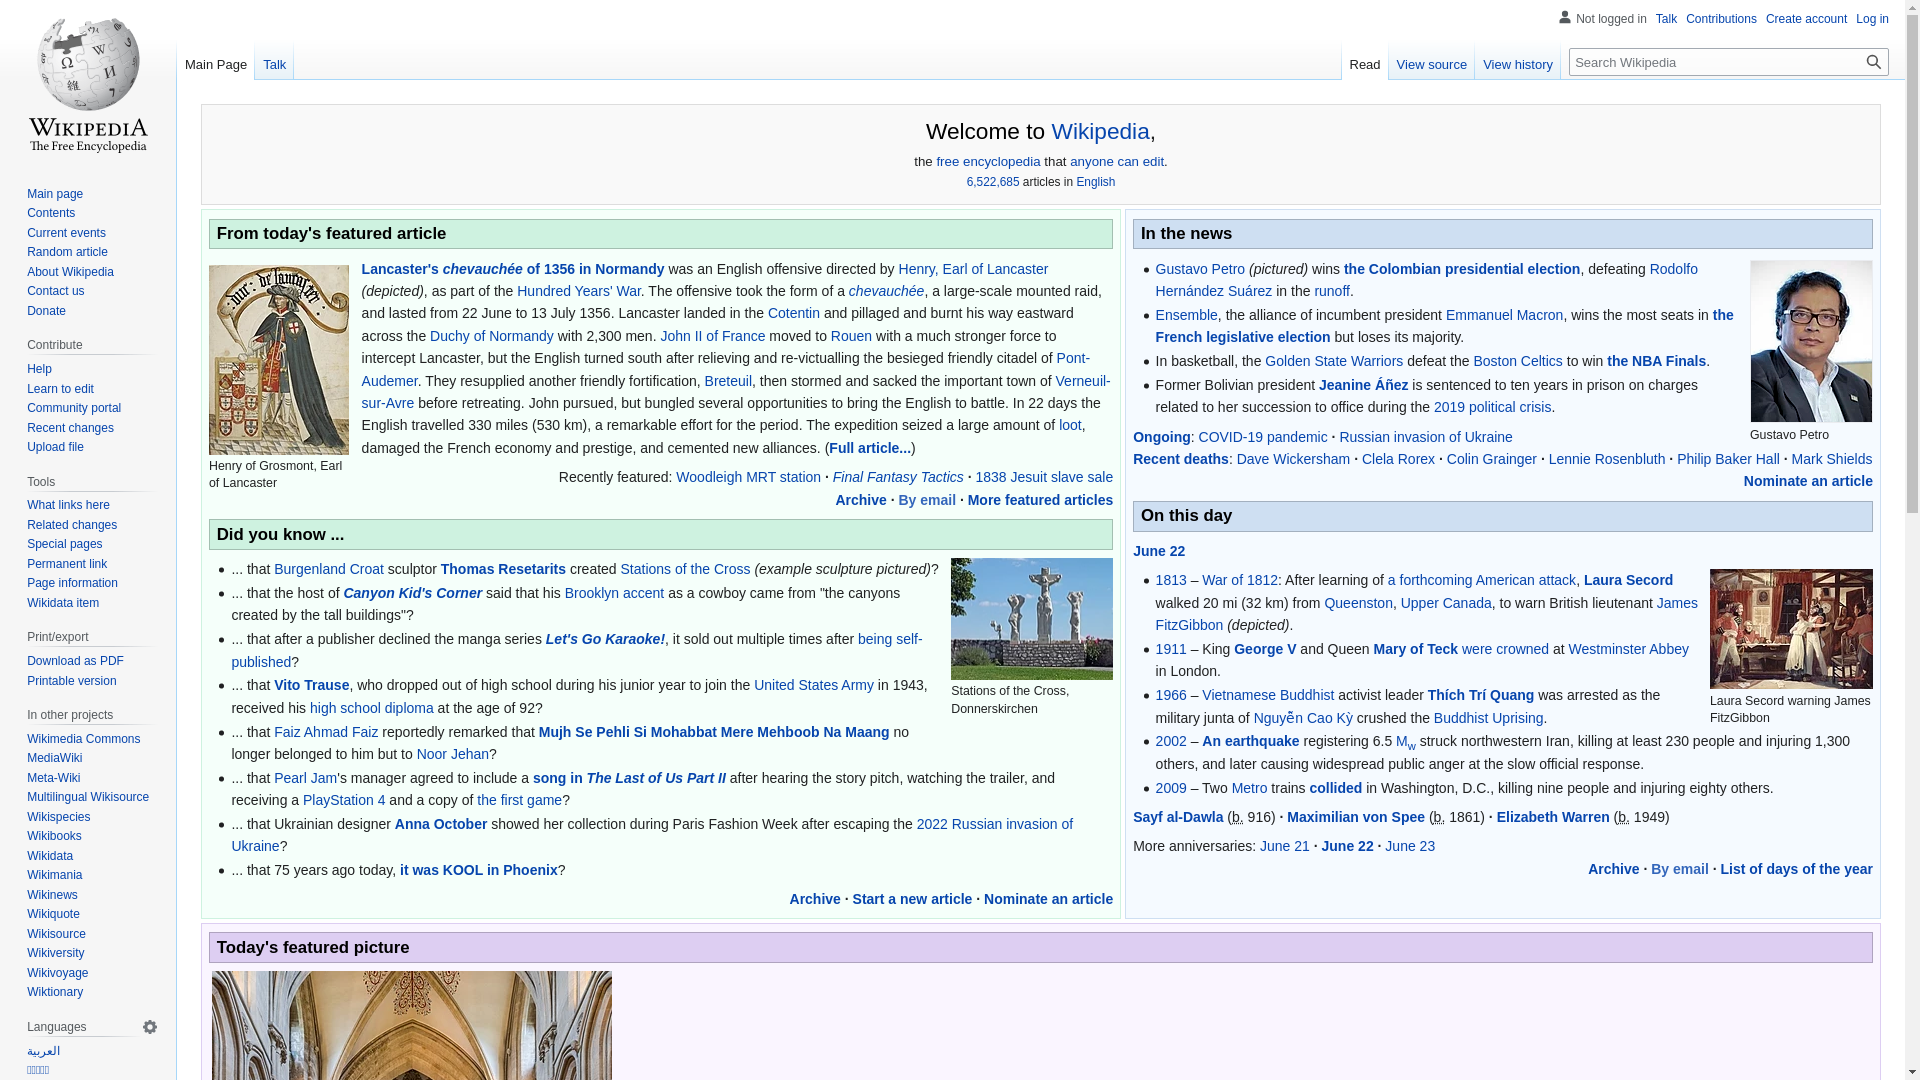 Not logged in Talk Contributions Create account Log in
Main Page Talk
Read View source View history Search Wikipedia
WIKIPEDIA
The Free Encyclopedia
Main page
Contents
Current events
Random article
About Wikipedia
Contact us
Donate
Contribute
Help
Learn to edit
Community portal
Recent changes
Upload file
Tools
What links here
Related changes
Special pages
Permanent link
Page information
Wikidata item
Print/export
Download as PDF
Printable version
In other projects
Wikimedia Commons
MediaWiki
Meta-Wiki
Multilingual Wikisource
Wikispecies
Wikibooks
Wikidata
Wikimania
Wikinews
Wikiquote
Wikisource
Wikiversity
Wikivoyage
Wiktionary
Languages
العربية
Welcome to Wikipedia,
the free encyclopedia that anyone can edit.
6,522,685 articles in English
From today's featured article
Henry of Grosmont, Earl
of Lancaster
Lancaster's chevauchée of 1356 in Normandy was an English offensive directed by Henry, Earl of Lancaster
(depicted), as part of the Hundred Years' War. The offensive took the form of a chevauchée, a large-scale mounted raid,
and lasted from 22 June to 13 July 1356. Lancaster landed in the Cotentin and pillaged and burnt his way eastward
across the Duchy of Normandy with 2,300 men. John II of France moved to Rouen with a much stronger force to
intercept Lancaster, but the English turned south after relieving and re-victualling the besieged friendly citadel of Pont-
Audemer. They resupplied another friendly fortification, Breteuil, then stormed and sacked the important town of Verneuil-
sur-Avre before retreating. John pursued, but bungled several opportunities to bring the English to battle. In 22 days the
English travelled 330 miles (530 km), a remarkable effort for the period. The expedition seized a large amount of loot,
damaged the French economy and prestige, and cemented new alliances. (Full article...)
Recently featured: Woodleigh MRT station · Final Fantasy Tactics · 1838 Jesuit slave sale
Archive · By email · More featured articles
Did you know ...
... that Burgenland Croat sculptor Thomas Resetarits created Stations of the Cross (example sculpture pictured)?
... that the host of Canyon Kid's Corner said that his Brooklyn accent as a cowboy came from "the canyons
created by the tall buildings"?
... that after a publisher declined the manga series Let's Go Karaoke!, it sold out multiple times after being self-
published?
... that Vito Trause, who dropped out of high school during his junior year to join the United States Army in 1943,
received his high school diploma at the age of 92?
... that Faiz Ahmad Faiz reportedly remarked that Mujh Se Pehli Si Mohabbat Mere Mehboob Na Maang no
longer belonged to him but to Noor Jehan?
... that Pearl Jam's manager agreed to include a song in The Last of Us Part II after hearing the story pitch, watching the trailer, and
receiving a PlayStation 4 and a copy of the first game?
... that Ukrainian designer Anna October showed her collection during Paris Fashion Week after escaping the 2022 Russian invasion of
Ukraine?
... that 75 years ago today, it was KOOL in Phoenix?
Stations of the Cross,
Donnerskirchen
Archive · Start a new article · Nominate an article
In the news
Gustavo Petro (pictured) wins the Colombian presidential election, defeating Rodolfo
Hernández Suárez in the runoff.
Ensemble, the alliance of incumbent president Emmanuel Macron, wins the most seats in the
French legislative election but loses its majority.
In basketball, the Golden State Warriors defeat the Boston Celtics to win the NBA Finals.
Former Bolivian president Jeanine Áñez is sentenced to ten years in prison on charges
related to her succession to office during the 2019 political crisis.
Gustavo Petro
Ongoing: COVID-19 pandemic · Russian invasion of Ukraine
Recent deaths: Dave Wickersham · Clela Rorex · Colin Grainger · Lennie Rosenbluth · Philip Baker Hall · Mark Shields
Nominate an article
On this day
June 22
1813 – War of 1812: After learning of a forthcoming American attack, Laura Secord
walked 20 mi (32 km) from Queenston, Upper Canada, to warn British lieutenant James
FitzGibbon (depicted).
1911 – King George V and Queen Mary of Teck were crowned at Westminster Abbey
in London.
1966 – Vietnamese Buddhist activist leader Thích Trí Quang was arrested as the
military junta of Nguyễn Cao Kỳ crushed the Buddhist Uprising.
2002 – An earthquake registering 6.5 Mw struck northwestern Iran, killing at least 230 people and injuring 1,300
others, and later causing widespread public anger at the slow official response.
2009 – Two Metro trains collided in Washington, D.C., killing nine people and injuring eighty others.
Laura Secord warning James
FitzGibbon
Sayf al-Dawla (b. 916) · Maximilian von Spee (b. 1861) · Elizabeth Warren (b. 1949)
More anniversaries: June 21 · June 22 · June 23
Archive · By email · List of days of the year
Today's featured picture